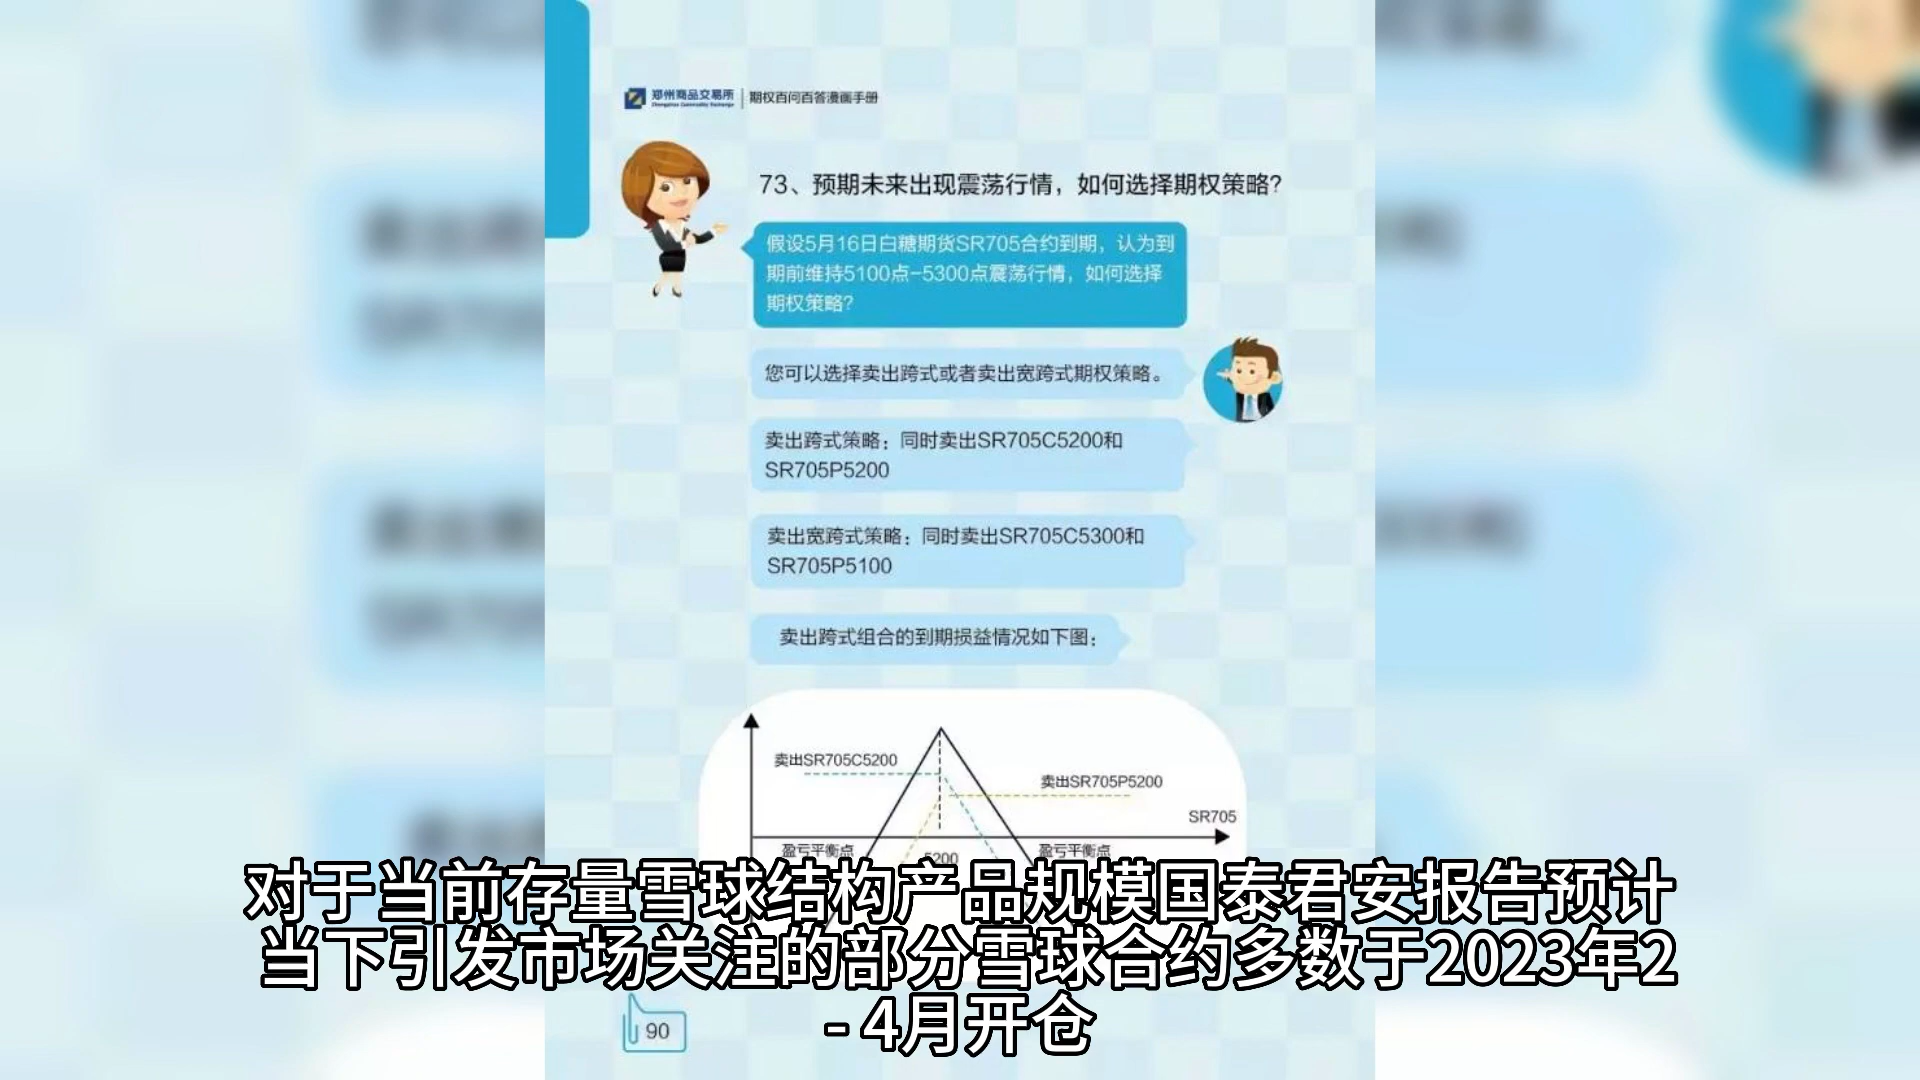 郑州商品交易所
Zhengzhou Commodity Exchange
期权百问百答漫画手册
73、预期未来出现震荡行情，如何选择期权策略？
假设5月16日白糖期货SR705合约到期，认为到
期前维持5100点-5300点震荡行情，如何选择
期权策略？
您可以选择卖出跨式或者卖出宽跨式期权策略。
卖出跨式策略：同时卖出SR705C5200和
SR705P5200
卖出宽跨式策略：同时卖出SR705C5300和
SR705P5100
卖出跨式组合的到期损益情况如下图：
卖出SR705C5200
卖出SR705P5200
SR705
盈亏平衡点
5200
盈亏平衡点
对于当前存量雪球结构产品规模国泰君安报告预计
当下引发市场关注的部分雪球合约多数于2023年2
- 4月开仓
90